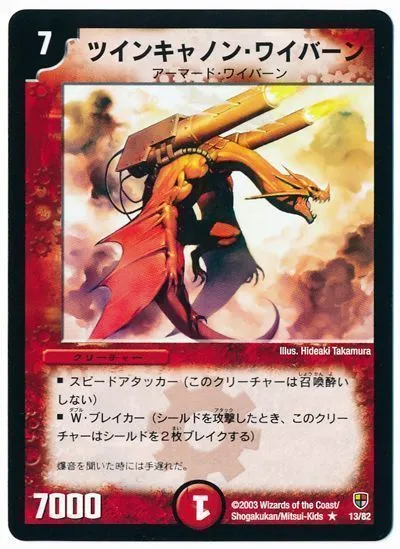 7
ツインキャノン・ワイバーン
アーマード・ワイバーン
Illus. Hideaki Takamura
クリーチャー
■ スピードアタッカー (このクリーチャーは召喚酔い
しない)
■ W・ブレイカー (シールドを攻撃したとき、このクリ
ーチャーはシールドを2枚ブレイクする)
爆音を聞いた時には手遅れだ。
7000
1
©2003 Wizards of the Coast/
Shogakukan/Mitsui-Kids ★ 13/82